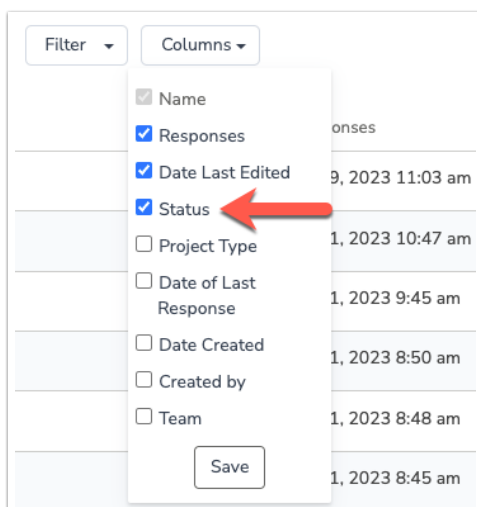 Filter
Columns
Name
Responses
onses
Date Last Edited
9, 2023 11:03 am
Status
Project Type
1, 2023 10:47 am
Date of Last
Response
1, 2023 9:45 am
Date Created
1, 2023 8:50 am
Created by
Team
1, 2023 8:48 am
Save
1, 2023 8:45 am